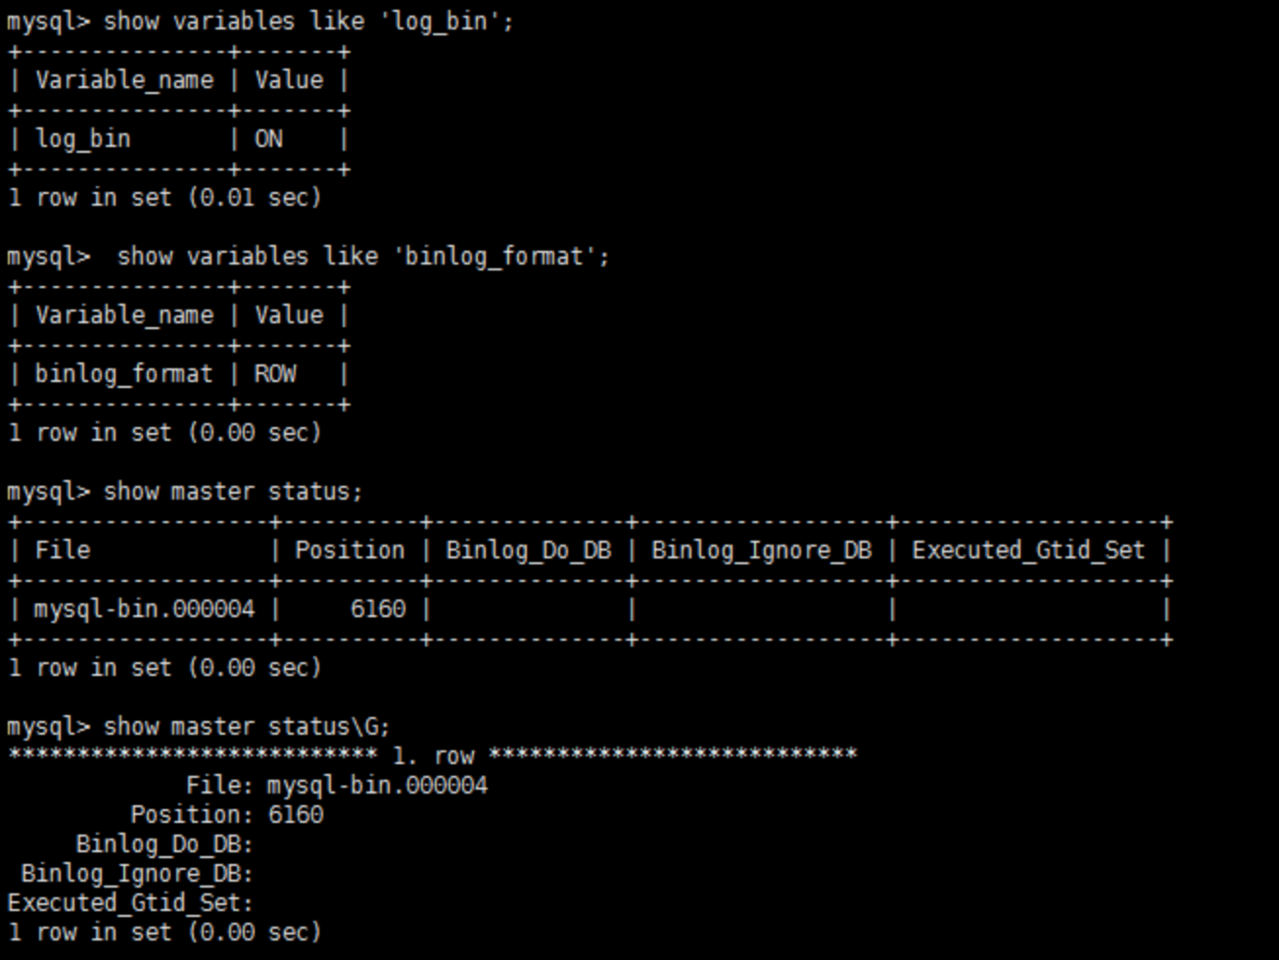 mysql> show variables like 'log_bin';
+---------------+-------+
| Variable_name | Value |
+---------------+-------+
| log_bin       | ON    |
+---------------+-------+
1 row in set (0.01 sec)

mysql>  show variables like 'binlog_format';
+---------------+-------+
| Variable_name | Value |
+---------------+-------+
| binlog_format | ROW   |
+---------------+-------+
1 row in set (0.00 sec)

mysql> show master status;
+------------------+----------+--------------+------------------+-------------------+
| File             | Position | Binlog_Do_DB | Binlog_Ignore_DB | Executed_Gtid_Set |
+------------------+----------+--------------+------------------+-------------------+
| mysql-bin.000004 |     6160 |              |                  |                   |
+------------------+----------+--------------+------------------+-------------------+
1 row in set (0.00 sec)

mysql> show master status\G;
*************************** 1. row ***************************
             File: mysql-bin.000004
         Position: 6160
     Binlog_Do_DB:
 Binlog_Ignore_DB:
Executed_Gtid_Set:
1 row in set (0.00 sec)